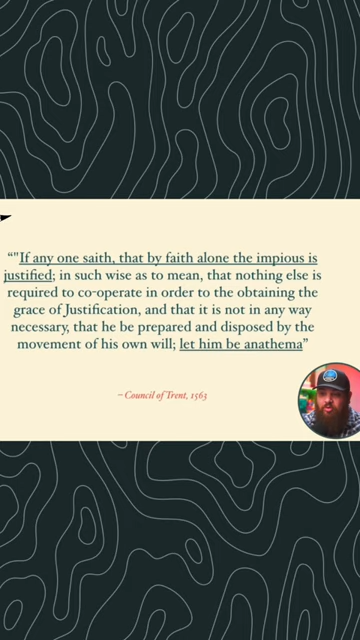 “"If any one saith, that by faith alone the impious is
justified; in such wise as to mean, that nothing else is
required to co-operate in order to the obtaining the
grace of Justification, and that it is not in any way
necessary, that he be prepared and disposed by the
movement of his own will; let him be anathema”
– Council of Trent, 1563